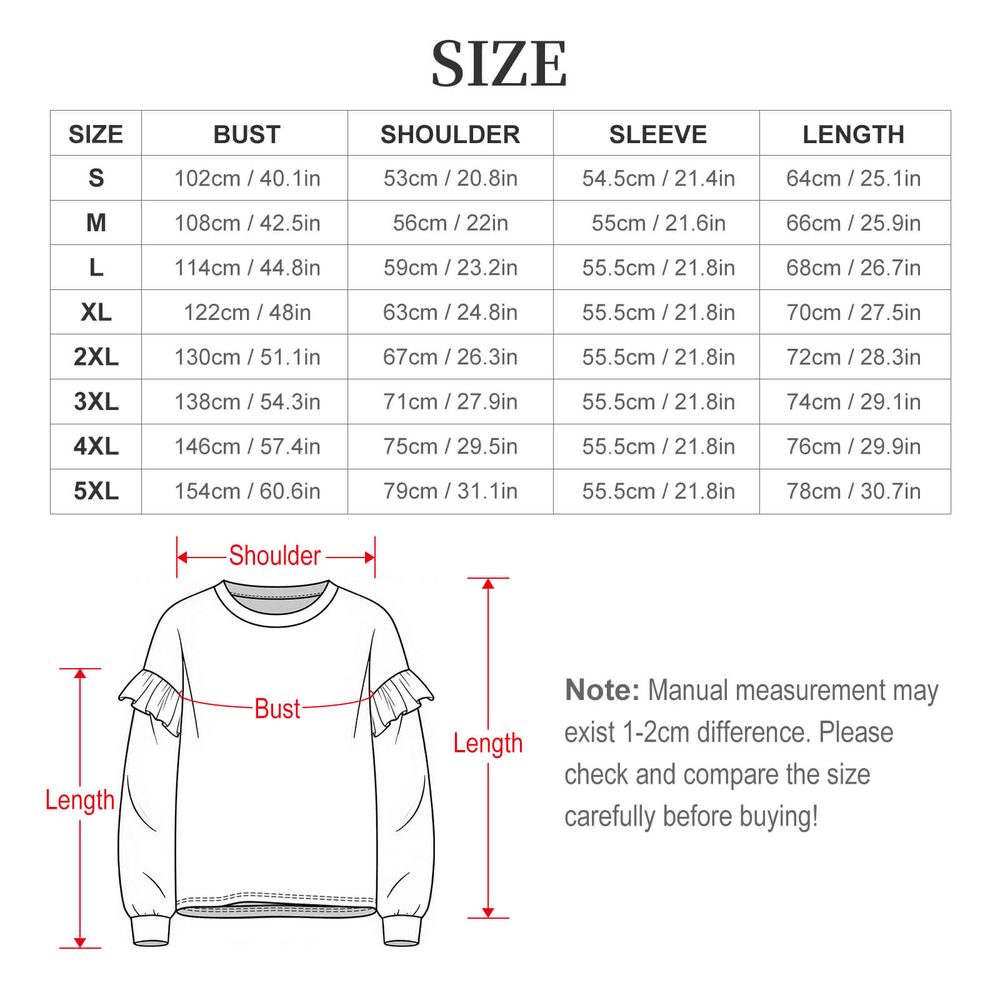 SIZE
SIZE BUST SHOULDER SLEEVE LENGTH
S 102cm / 40.1in 53cm / 20.8in 54.5cm / 21.4in 64cm / 25.1in
M 108cm / 42.5in 56cm / 22in 55cm / 21.6in 66cm / 25.9in
L 114cm / 44.8in 59cm / 23.2in 55.5cm / 21.8in 68cm / 26.7in
XL 122cm / 48in 63cm / 24.8in 55.5cm / 21.8in 70cm / 27.5in
2XL 130cm / 51.1in 67cm / 26.3in 55.5cm / 21.8in 72cm / 28.3in
3XL 138cm / 54.3in 71cm / 27.9in 55.5cm / 21.8in 74cm / 29.1in
4XL 146cm / 57.4in 75cm / 29.5in 55.5cm / 21.8in 76cm / 29.9in
5XL 154cm / 60.6in 79cm / 31.1in 55.5cm / 21.8in 78cm / 30.7in
Shoulder
Bust
Length
Length
Note: Manual measurement may
exist 1-2cm difference. Please
check and compare the size
carefully before buying!